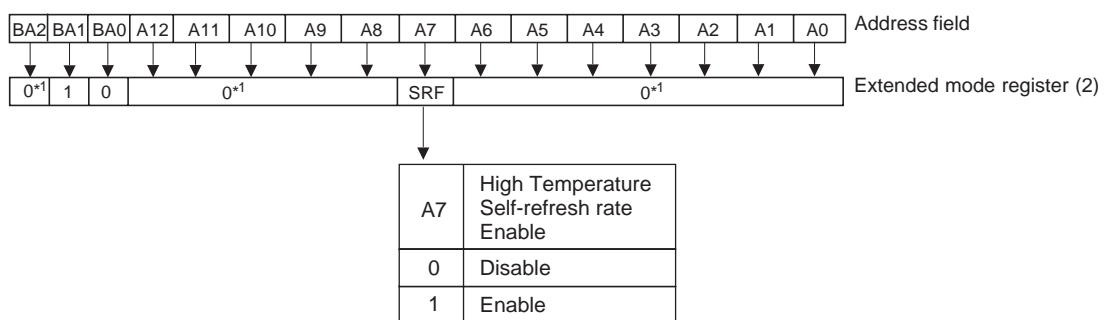 BA2 BA1 BA0 A12 A11 A10 A9 A8 A7 A6 A5 A4 A3 A2 A1 A0 Address field
0*1 1 0 0*1 SRF 0*1 Extended mode register (2)
A7 High Temperature
Self-refresh rate
Enable
0 Disable
1 Enable